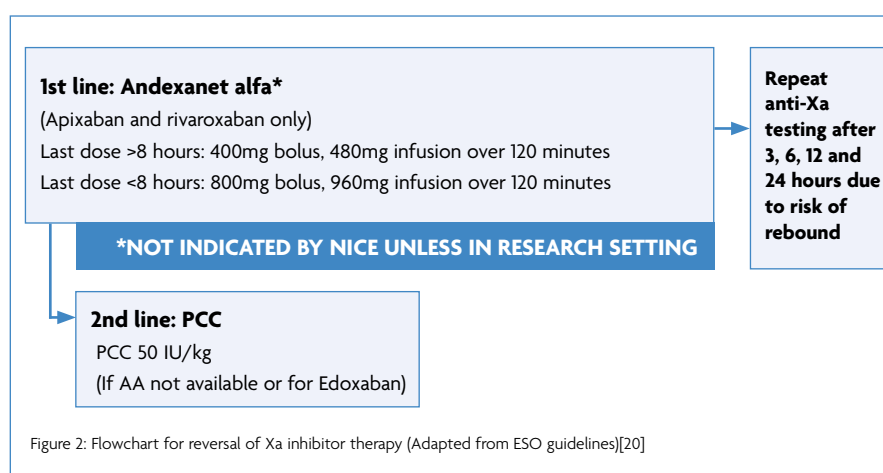 1st line: Andexanet alfa*
(Apixaban and rivaroxaban only)
Last dose >8 hours: 400mg bolus, 480mg infusion over 120 minutes
Last dose <8 hours: 800mg bolus, 960mg infusion over 120 minutes
*NOT INDICATED BY NICE UNLESS IN RESEARCH SETTING
Repeat
anti-Xa
testing after
3, 6, 12 and
24 hours due
to risk of
rebound
2nd line: PCC
PCC 50 IU/kg
(If AA not available or for Edoxaban)
Figure 2: Flowchart for reversal of Xa inhibitor therapy (Adapted from ESO guidelines)[20]